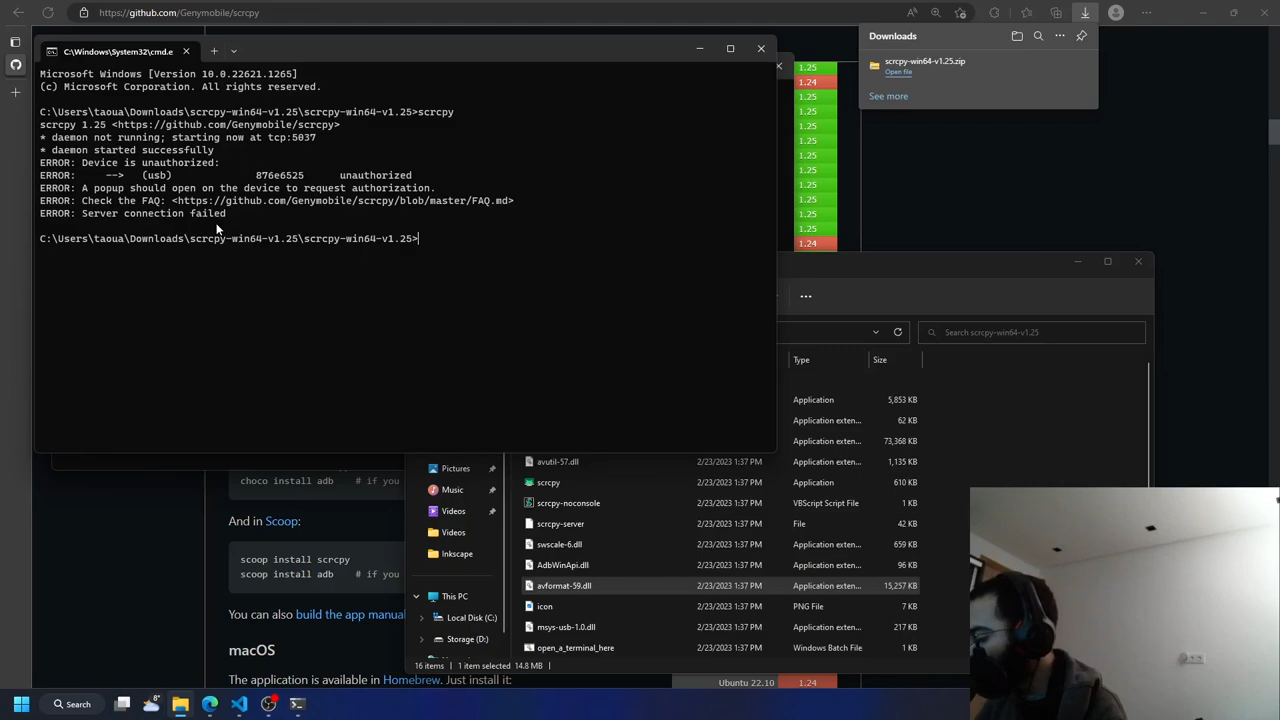 https://github.com/Genymobile/scrcpy
C:\Windows\System32\cmd.e
Microsoft Windows [Version 10.0.22621.1265]
(c) Microsoft Corporation. All rights reserved.
C:\Users\taoua\Downloads\scrcpy-win64-v1.25\scrcpy-win64-v1.25>scrcpy
scrcpy 1.25 <https://github.com/Genymobile/scrcpy>
* daemon not running; starting now at tcp:5037
* daemon started successfully
ERROR: Device is unauthorized:
ERROR:     -->   (usb)              876e6525       unauthorized
ERROR: A popup should open on the device to request authorization.
ERROR: Check the FAQ: <https://github.com/Genymobile/scrcpy/blob/master/FAQ.md>
ERROR: Server connection failed
C:\Users\taoua\Downloads\scrcpy-win64-v1.25\scrcpy-win64-v1.25>
1.25
1.24
1.25
1.25
1.25
1.25
1.25
1.25
1.25
1.25
1.25
1.25
1.24
Downloads
scrcpy-win64-v1.25.zip
Open file
See more
Search scrcpy-win64-v1.25
Type Size
Application 5,853 KB
Application exten... 62 KB
Application exten... 73,368 KB
avutil-57.dll 2/23/2023 1:37 PM Application exten... 1,135 KB
scrcpy 2/23/2023 1:37 PM Application 610 KB
scrcpy-noconsole 2/23/2023 1:37 PM VBScript Script File 1 KB
scrcpy-server 2/23/2023 1:37 PM File 42 KB
swscale-6.dll 2/23/2023 1:37 PM Application exten... 659 KB
AdbWinApi.dll 2/23/2023 1:37 PM Application exten... 96 KB
avformat-59.dll 2/23/2023 1:37 PM Application exten... 15,257 KB
icon 2/23/2023 1:37 PM PNG File 7 KB
msys-usb-1.0.dll 2/23/2023 1:37 PM Application exten... 217 KB
open_a_terminal_here 2/23/2023 1:37 PM Windows Batch File 1 KB
Pictures
Music
Videos
Videos
Inkscape
This PC
Local Disk (C:)
Storage (D:)
16 items 1 item selected 14.8 MB
choco install adb    # if you
And in Scoop:
scoop install scrcpy
scoop install adb    # if you
You can also build the app manual
macOS
The application is available in Homebrew. Just install it:
Ubuntu 22.10 1.24
8°
Search